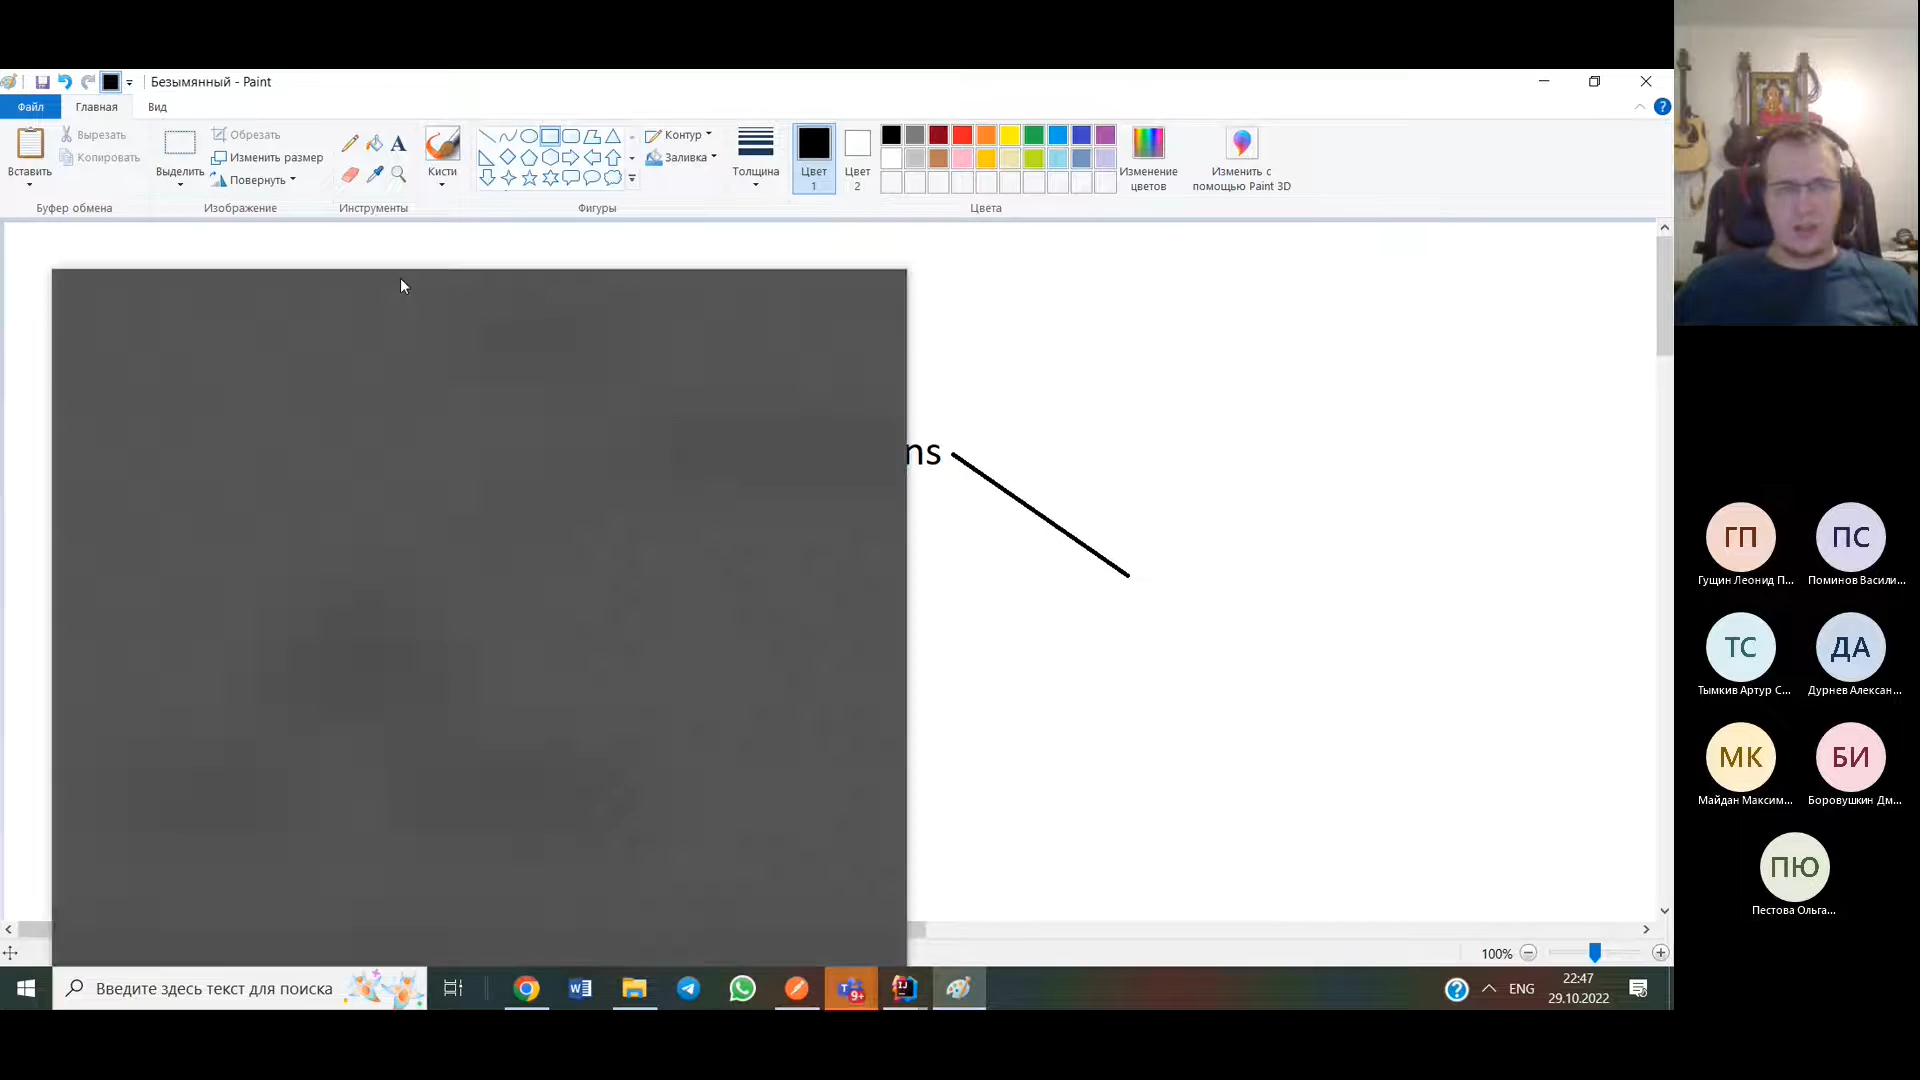 Безымянный - Paint
Файл
Главная
Вид
Вставить
Вырезать
Копировать
Буфер обмена
Выделить
Обрезать
Изменить размер
Повернуть
Изображение
A
Инструменты
Кисти
Фигуры
Контур
Заливка
Толщина
Цвет
1
Цвет
2
Изменение
цветов
Изменить с
помощью Paint 3D
Цвета
?
ns
100%
Введите здесь текст для поиска
W
9+
IJ
?
ENG
22:47
29.10.2022
ГП
Гущин Леонид П...
ПС
Поминов Васили...
ТС
Тымкив Артур С...
ДА
Дурнев Алексан...
МК
Майдан Максим...
БИ
Боровушкин Дм...
ПЮ
Пестова Ольга...